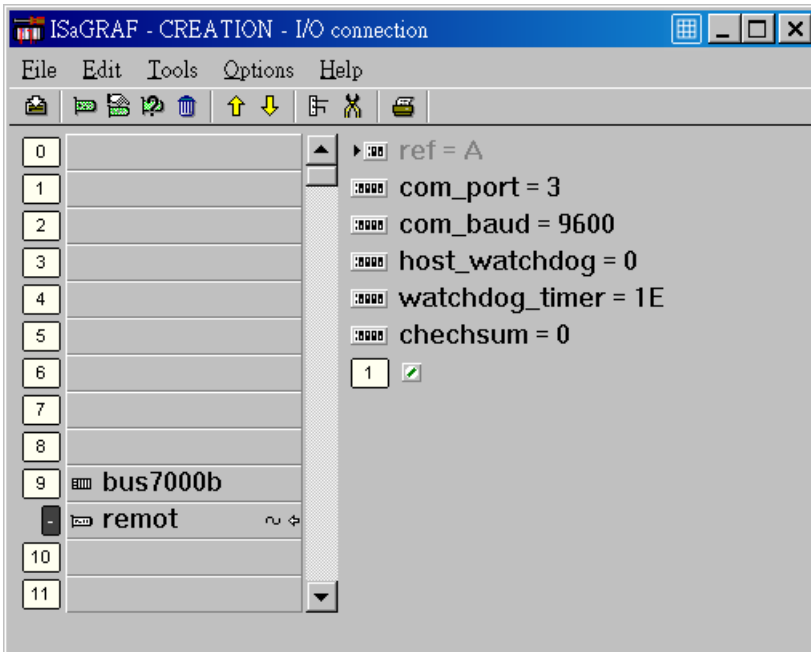 ISaGRAF - CREATION - I/O connection
File Edit Tools Options Help
0
1
2
3
4
5
6
7
8
9 bus7000b
- remot
10
11
ref = A
com_port = 3
com_baud = 9600
host_watchdog = 0
watchdog_timer = 1E
chechsum = 0
1